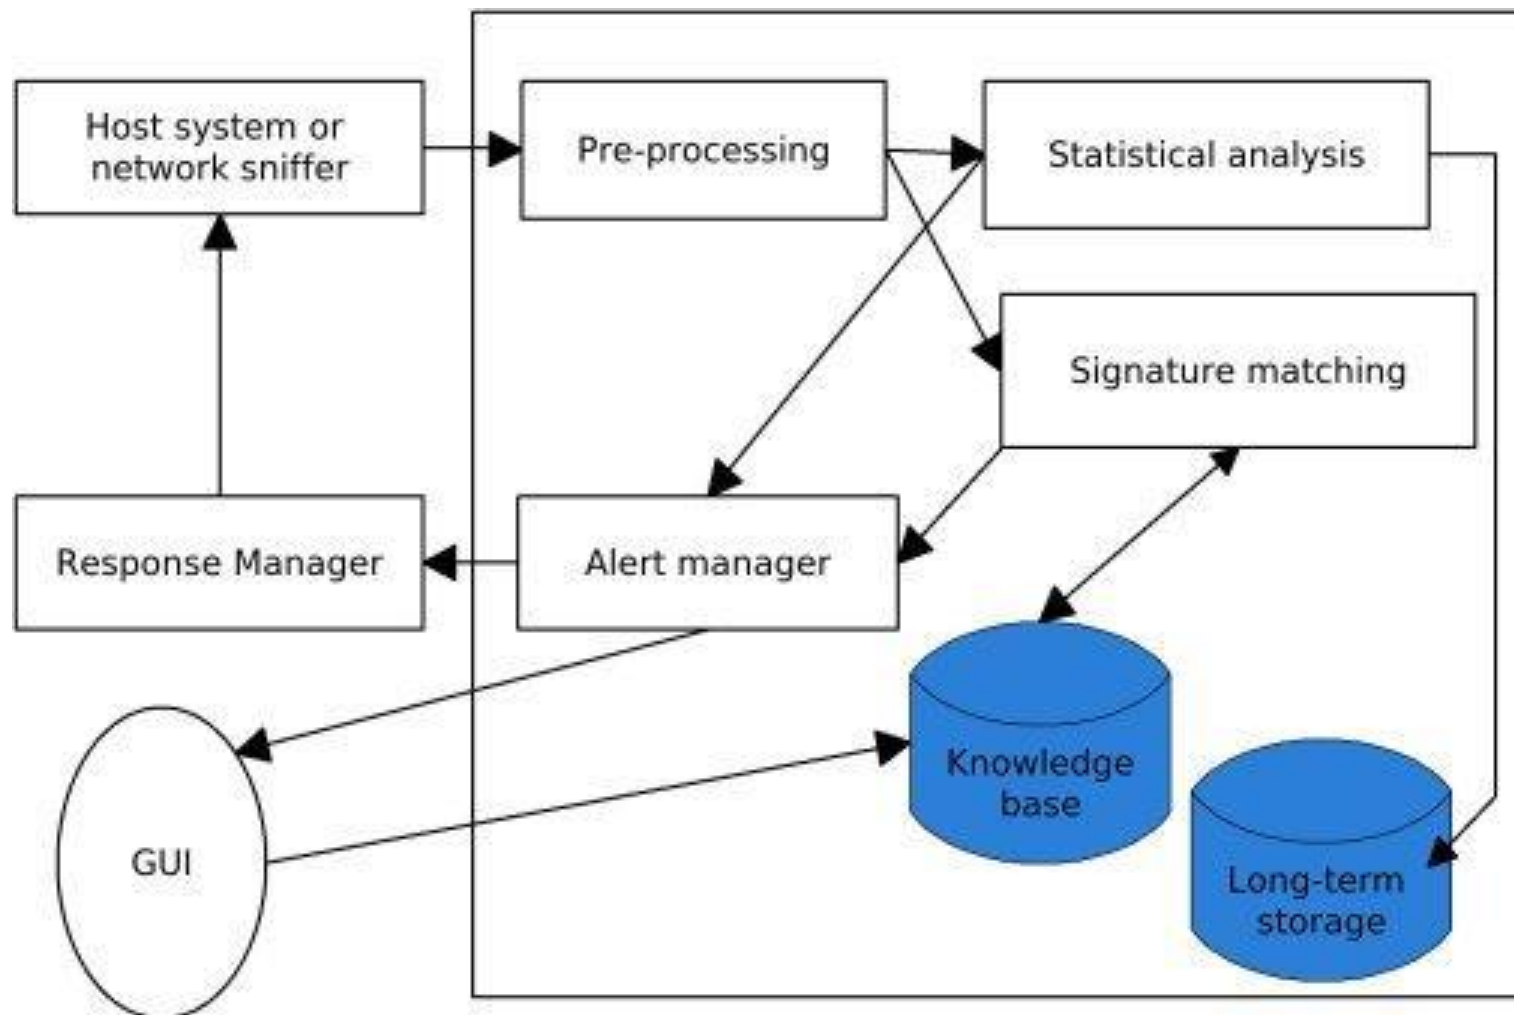 Host system or
network sniffer
Pre-processing
Statistical analysis
Signature matching
Response Manager
Alert manager
Knowledge
base
GUI
Long-term
storage